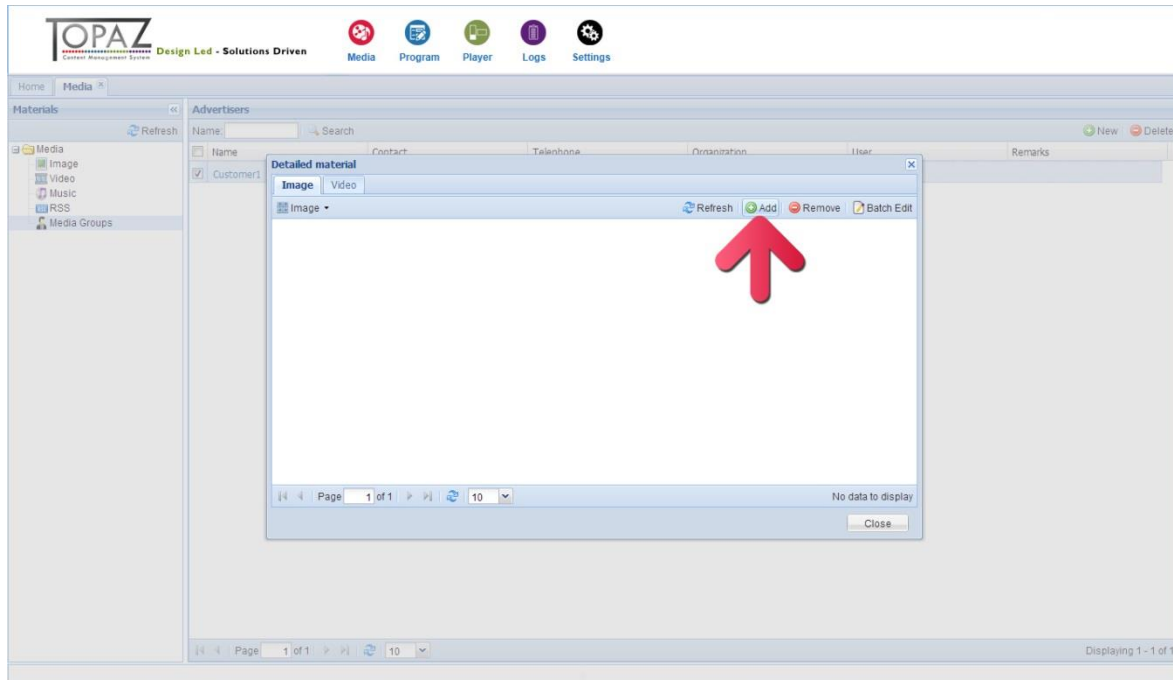 TOPAZ
Content Management System
Design Led - Solutions Driven
Media Program Player Logs Settings
Home Media
Materials
Advertisers
Refresh
Name: Search New Delete
Media
Image
Video
Music
RSS
Media Groups
Name Contact Telephone Organization User Remarks
Customer1
Detailed material
Image Video
Image Refresh Add Remove Batch Edit
Page 1 of 1 10 No data to display
Close
Page 1 of 1 10 Displaying 1 - 1 of 1